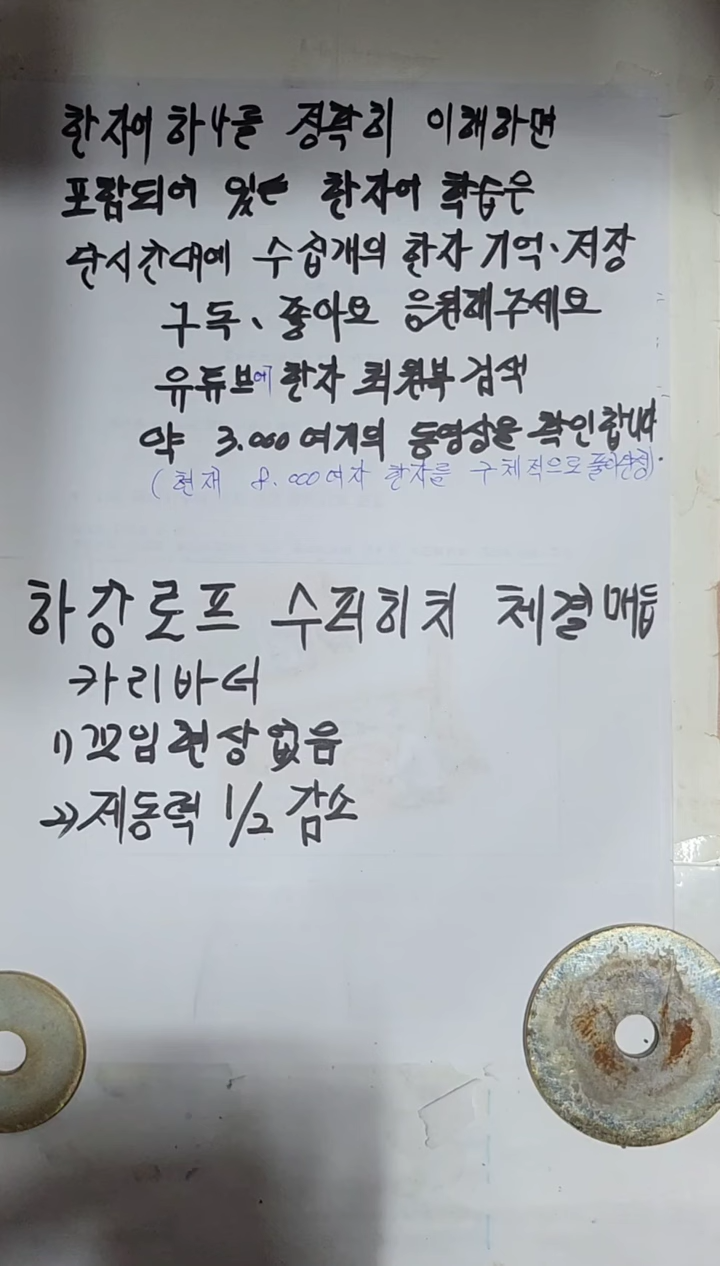 한자어 하나를 정확히 이해하면
포함되어 있는 한자어 학습은
단시간대에 수십개의 한자 기억·저장
구독、좋아요 응원해주세요
유튜브에 한자 최원복 검색
약 3.000여개의 동영상을 확인합니다.
(현재 8.000여자 한자를 구체적으로 풀이
하강로프 수리히치 체결매듭
카리비너
1) 꼬임현상없음
→제동력 1/2 감소